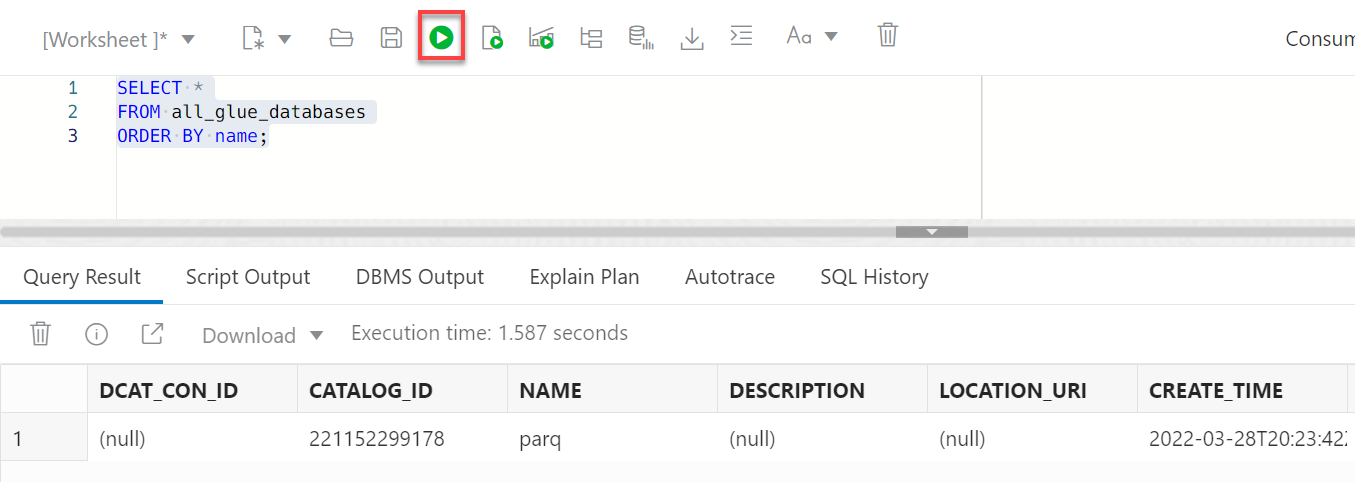 [Worksheet ]* Aa Consum
1 SELECT *
2 FROM all_glue_databases
3 ORDER BY name;
Query Result Script Output DBMS Output Explain Plan Autotrace SQL History
Download Execution time: 1.587 seconds
DCAT_CON_ID CATALOG_ID NAME DESCRIPTION LOCATION_URI CREATE_TIME
1 (null) 221152299178 parq (null) (null) 2022-03-28T20:23:42Z